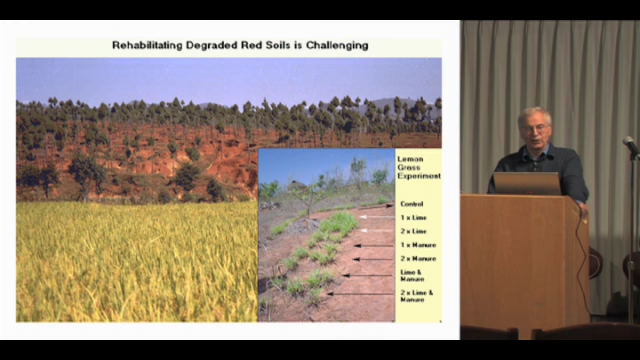 Rehabilitating Degraded Red Soils is Challenging
Lemon
Grass
Experiment
Control
1 x Lime
2 x Lime
1 x Manure
2 x Manure
Lime &
Manure
2 x Lime &
Manure